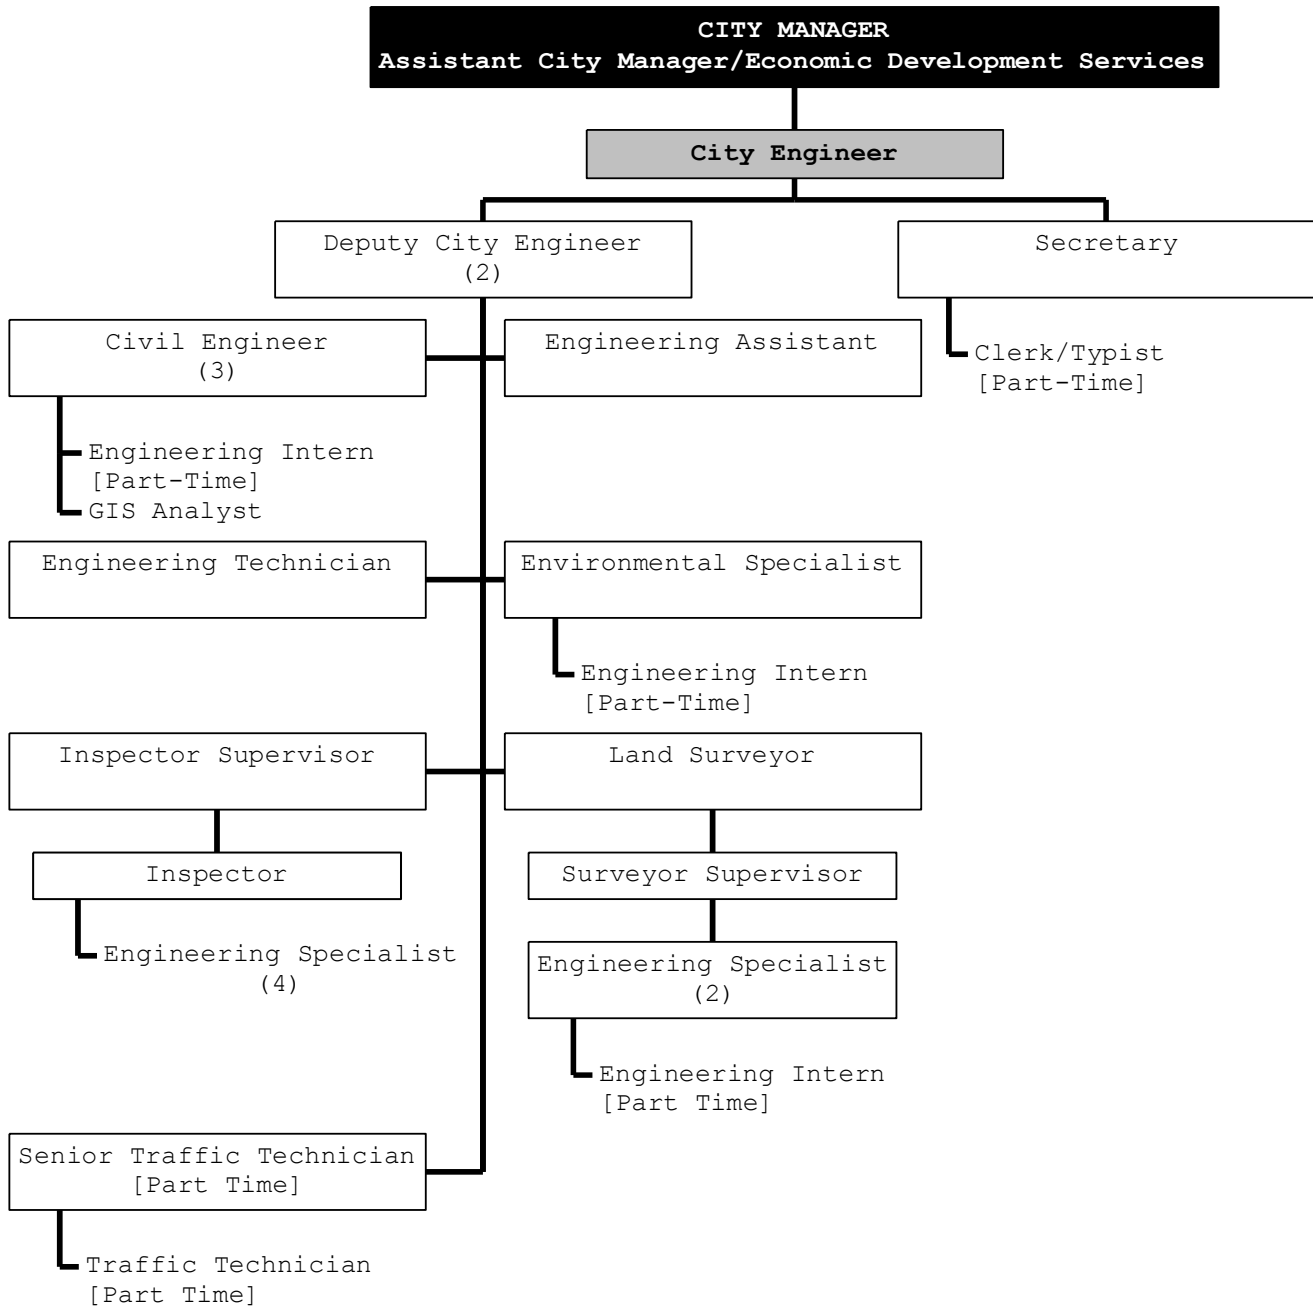 CITY MANAGER
Assistant City Manager/Economic Development Services
City Engineer
Deputy City Engineer
(2)
Secretary
Civil Engineer
(3)
Engineering Assistant
Clerk/Typist
[Part-Time]
Engineering Intern
[Part-Time]
GIS Analyst
Engineering Technician
Environmental Specialist
Engineering Intern
[Part-Time]
Inspector Supervisor
Land Surveyor
Inspector
Surveyor Supervisor
Engineering Specialist
(4)
Engineering Specialist
(2)
Engineering Intern
[Part Time]
Senior Traffic Technician
[Part Time]
Traffic Technician
[Part Time]